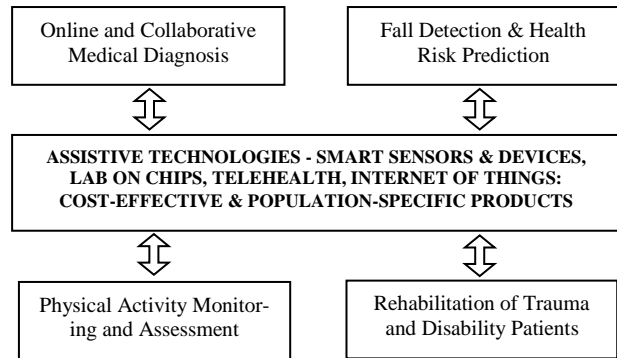 Online and Collaborative
Medical Diagnosis
Fall Detection & Health
Risk Prediction
ASSISTIVE TECHNOLOGIES - SMART SENSORS & DEVICES,
LAB ON CHIPS, TELEHEALTH, INTERNET OF THINGS:
COST-EFFECTIVE & POPULATION-SPECIFIC PRODUCTS
Physical Activity Monitor-
ing and Assessment
Rehabilitation of Trauma
and Disability Patients